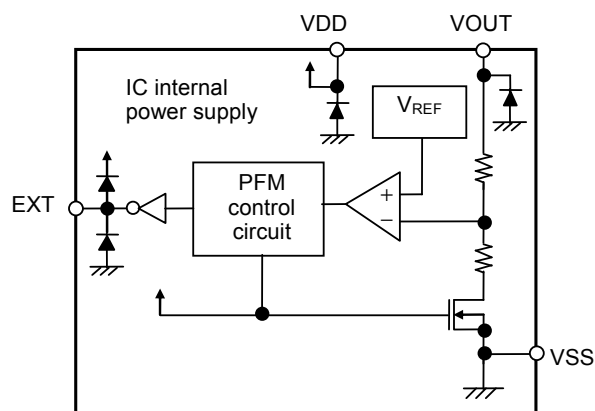 VDD
VOUT
IC internal
power supply
VREF
EXT
PFM
control
circuit
+
−
VSS